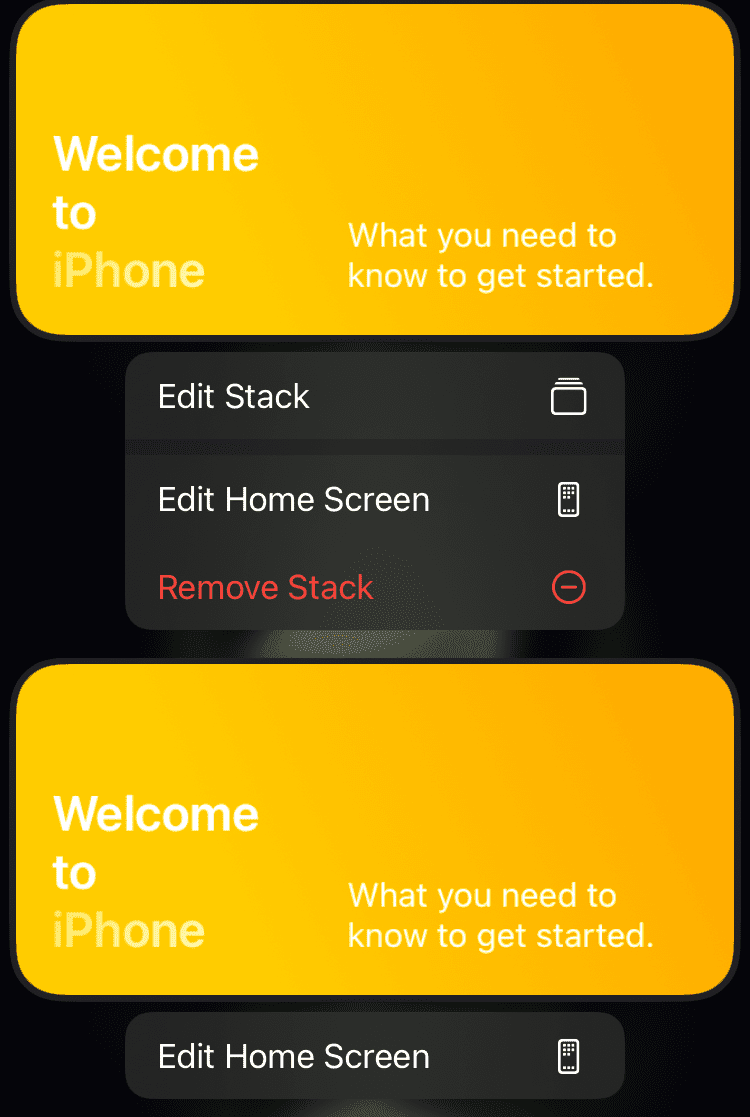 Welcome
to
iPhone
What you need to
know to get started.
Edit Stack
Edit Home Screen
Remove Stack
Welcome
to
iPhone
What you need to
know to get started.
Edit Home Screen